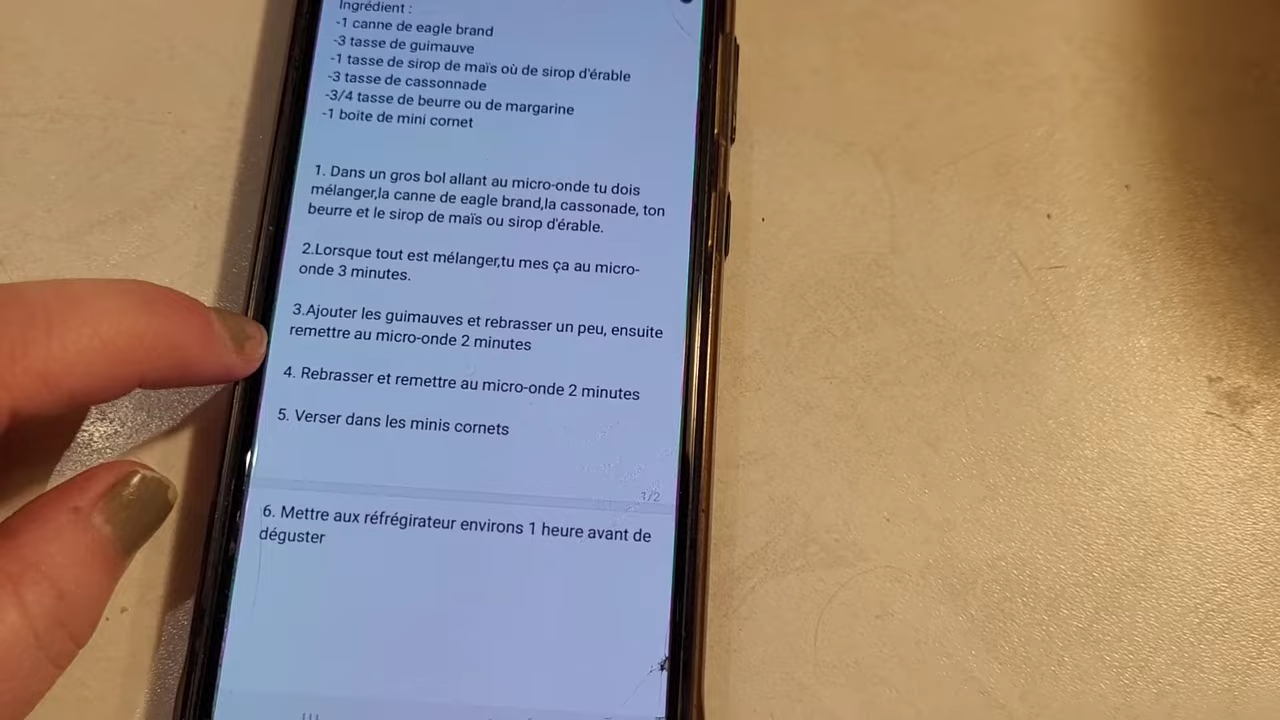 Ingrédient :
-1 canne de eagle brand
-3 tasse de guimauve
-1 tasse de sirop de maïs où de sirop d'érable
-3 tasse de cassonnade
-3/4 tasse de beurre ou de margarine
-1 boite de mini cornet
1. Dans un gros bol allant au micro-onde tu dois
mélanger,la canne de eagle brand,la cassonade, ton
beurre et le sirop de maïs ou sirop d'érable.
2.Lorsque tout est mélanger,tu mes ça au micro-
onde 3 minutes.
3.Ajouter les guimauves et rebrasser un peu, ensuite
remettre au micro-onde 2 minutes
4. Rebrasser et remettre au micro-onde 2 minutes
5. Verser dans les minis cornets
1/2
6. Mettre aux réfrégirateur environs 1 heure avant de
déguster